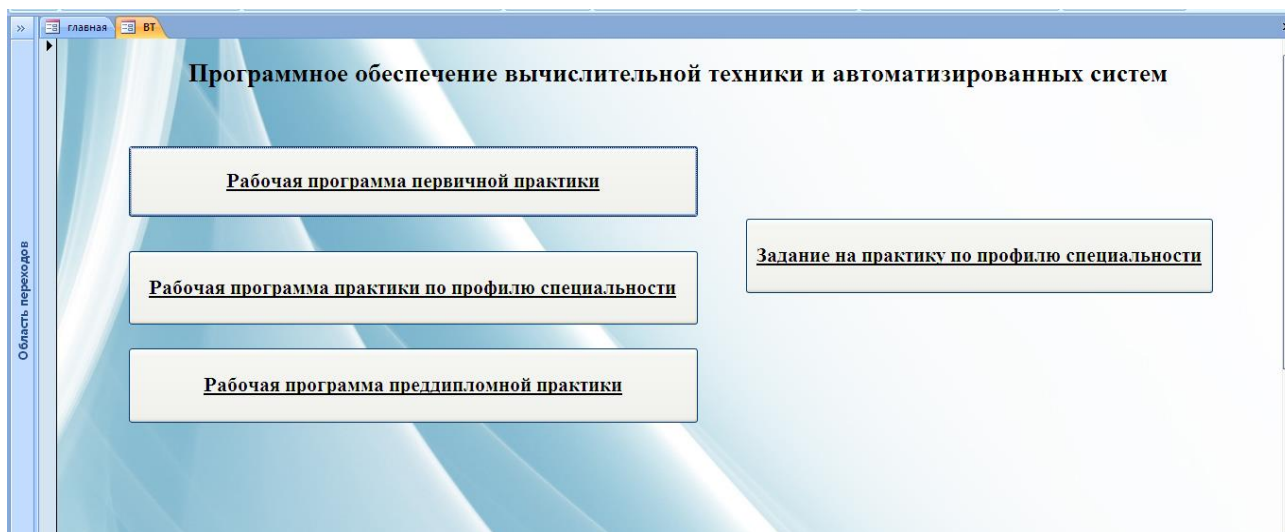 »
главная
ВТ
Программное обеспечение вычислительной техники и автоматизированных систем
Рабочая программа первичной практики
Задание на практику по профилю специальности
Рабочая программа практики по профилю специальности
Рабочая программа преддипломной практики
Область переходов